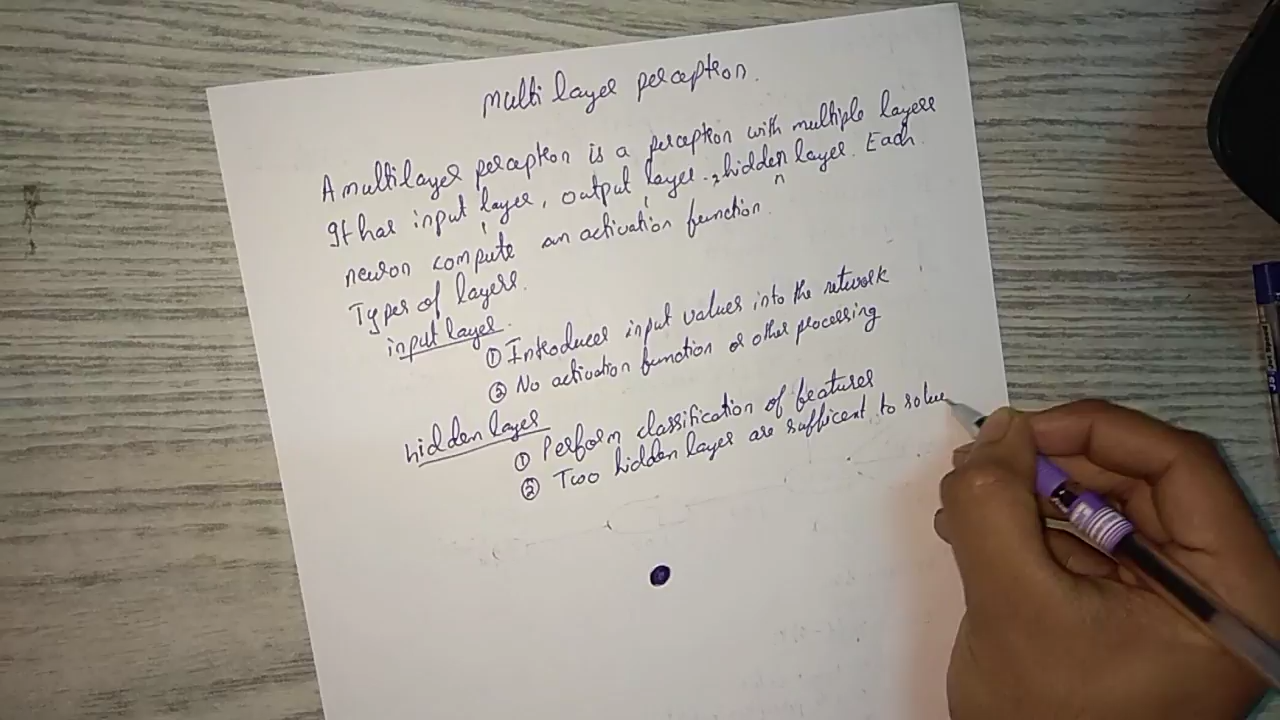 Multi layer perceptron.
A multilayer perceptron is a perceptron with multiple layers
It has input layer, output layer, hidden layer. Each
neuron compute an activation function.
Types of layers.
input layer.
① Introduces input values into the network
② No activation function or other processing
hidden layer
① Perform classification of features
② Two hidden layer are sufficent to solve